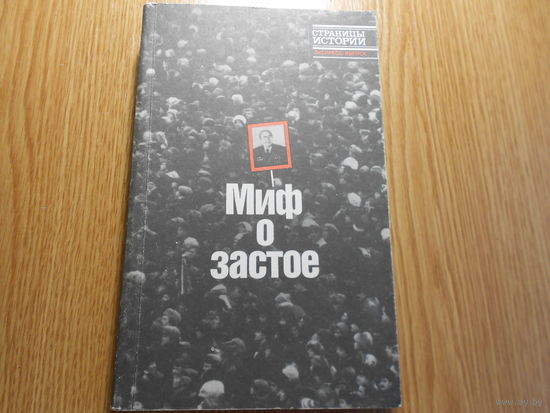 СТРАНИЦЫ
ИСТОРИИ
Миф
о
застое